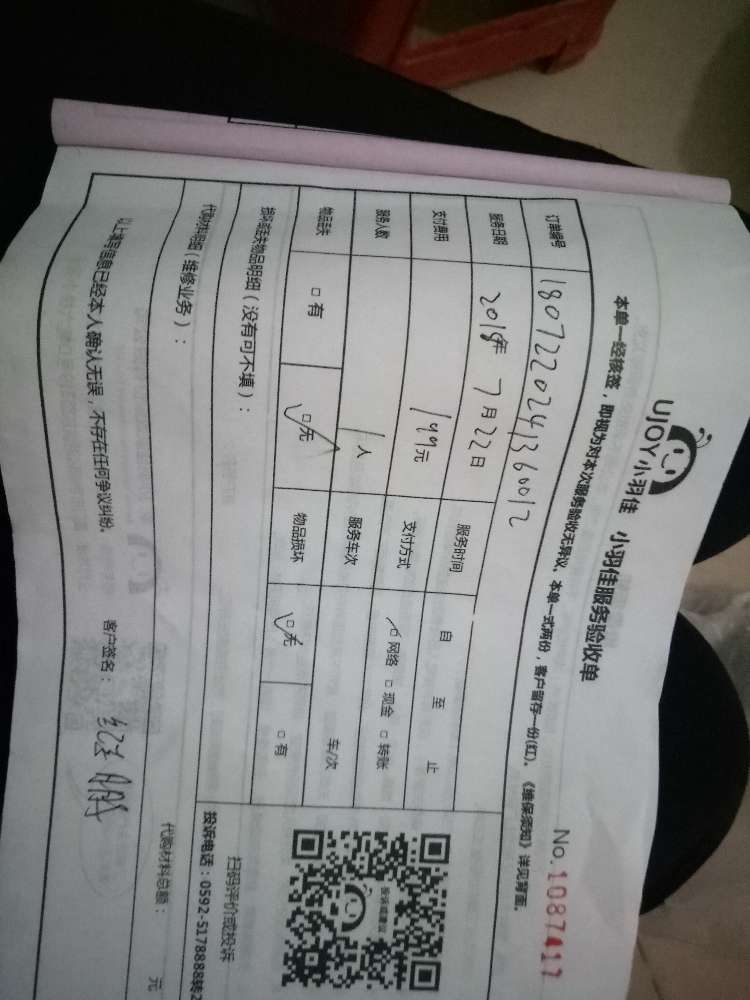 UJOY小羽佳 小羽佳服务验收单
No.1087417
本单一经核签，即视为对本次服务验收无异议。本单一式两份，客户留存一份(红)。《维保须知》详见背面。
订单编号 1807220241360012
服务日期 2018年 7月22日 服务时间 自 至 止
支付费用 199元 支付方式 ☑网络 □现金 □转账
服务人数 1人 服务车次 车/次
物品丢失 □有 ☑无 物品损坏 ☑无 □有
损坏或丢失物品明细（没有可不填）：
投诉或建议
扫码评价或投诉
投诉电话：0592-5178888转2
代购材料明细（维修业务）：
代购材料总额： 元
以上填写信息已经本人确认无误，不存在任何争议纠纷。 客户签名：